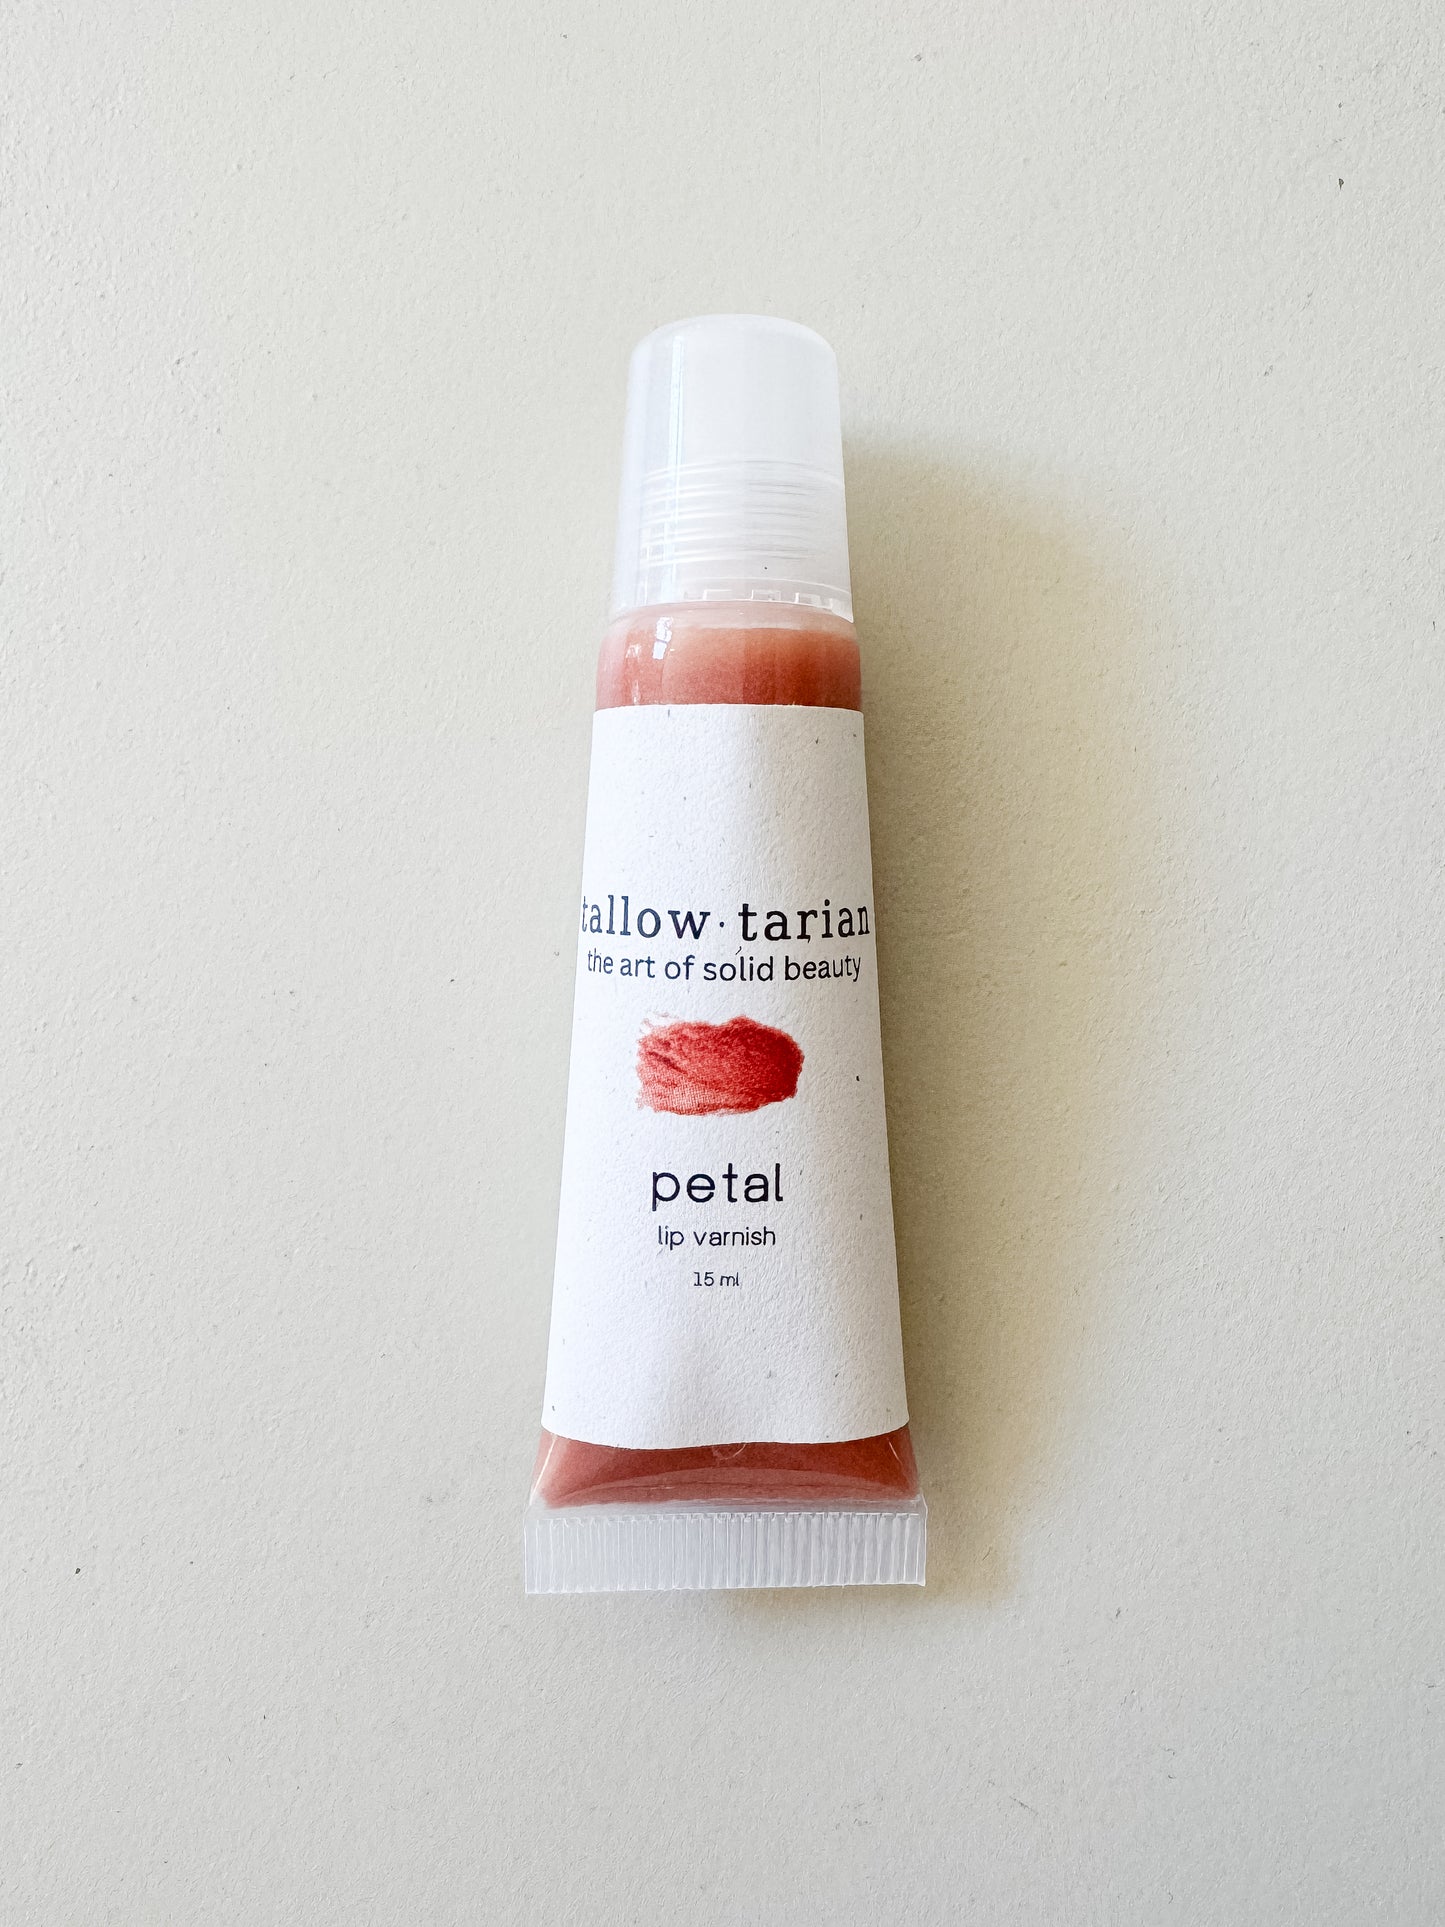 tallow·tarian
the art of solid beauty
petal
lip varnish
15 ml